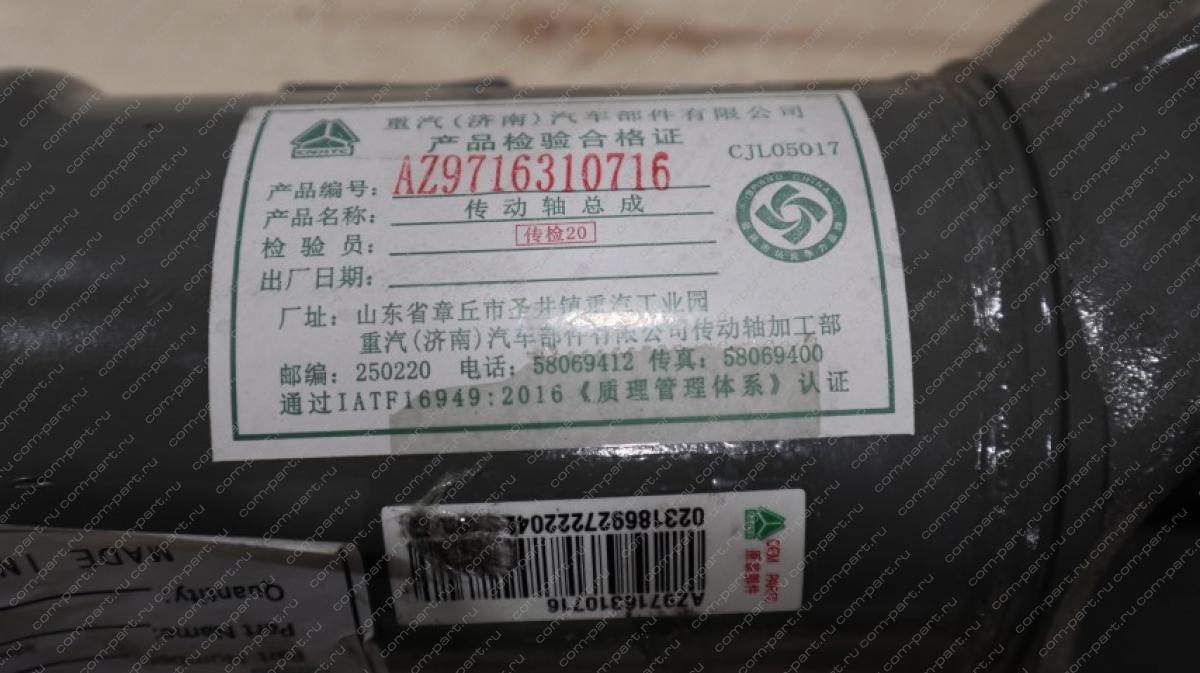 重汽(济南)汽车部件有限公司
产品检验合格证
CNHTC
CJL05017
产品编号: AZ9716310716
产品名称: 传动轴总成
检验员: 传检20
出厂日期:
厂址: 山东省章丘市圣井镇重汽工业园
重汽(济南)汽车部件有限公司传动轴加工部
邮编: 250220 电话: 58069412 传真: 58069400
通过IATF16949:2016《质理管理体系》认证
AZ9716310716
MADE IN
Quantity:
Part Name:
com-part.ru